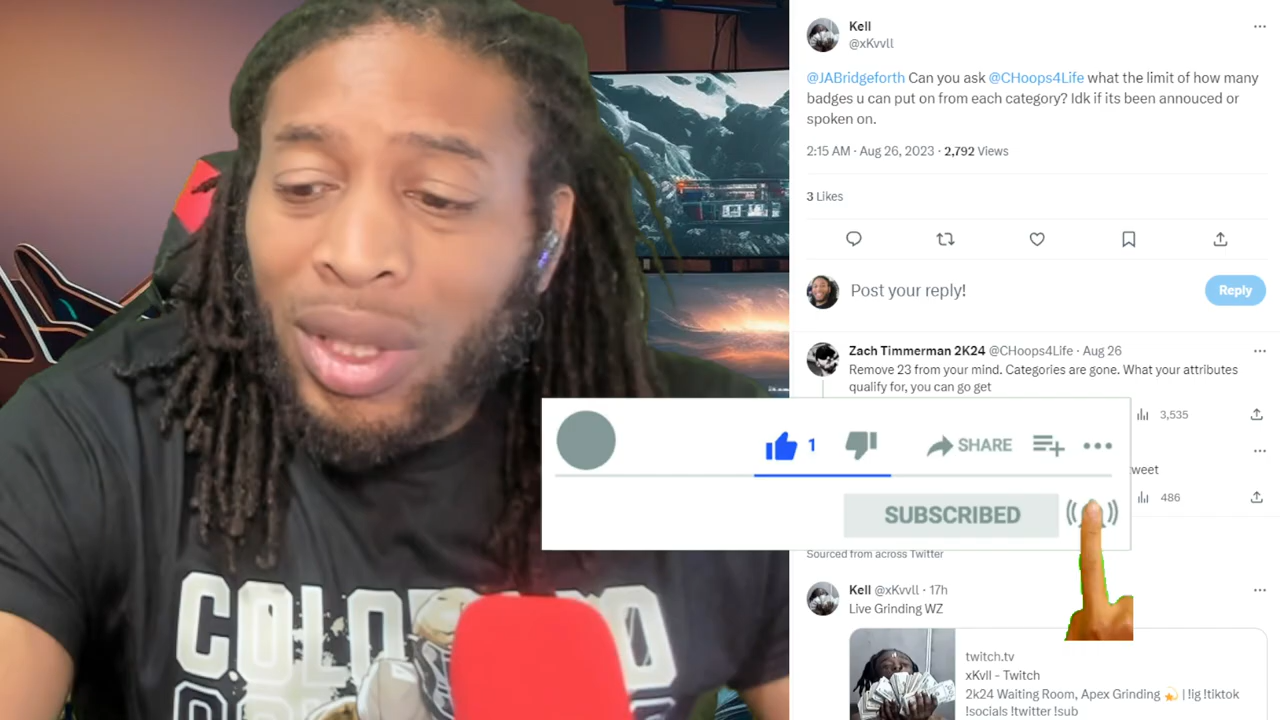 Kell
@xKvvll
@JABridgeforth Can you ask @CHoops4Life what the limit of how many
badges u can put on from each category? Idk if its been annouced or
spoken on.
2:15 AM · Aug 26, 2023 · 2,792 Views
3 Likes
Post your reply!
Reply
Zach Timmerman 2K24 @CHoops4Life · Aug 26
Remove 23 from your mind. Categories are gone. What your attributes
qualify for, you can go get
3,535
1
SHARE
weet
486
SUBSCRIBED
Sourced from across Twitter
Kell @xKvvll · 17h
Live Grinding WZ
twitch.tv
xKvll - Twitch
2k24 Waiting Room, Apex Grinding 💫 | !ig !tiktok
!socials !twitter !sub
COLORADO